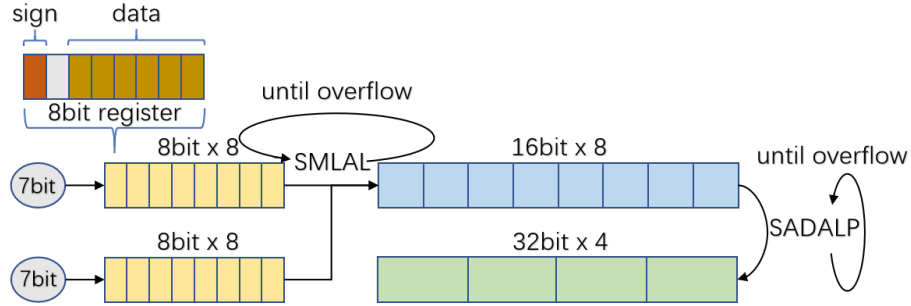 sign data
8bit register
until overflow
8bit x 8
SMLAL
16bit x 8
until overflow
7bit
SADALP
8bit x 8
32bit x 4
7bit